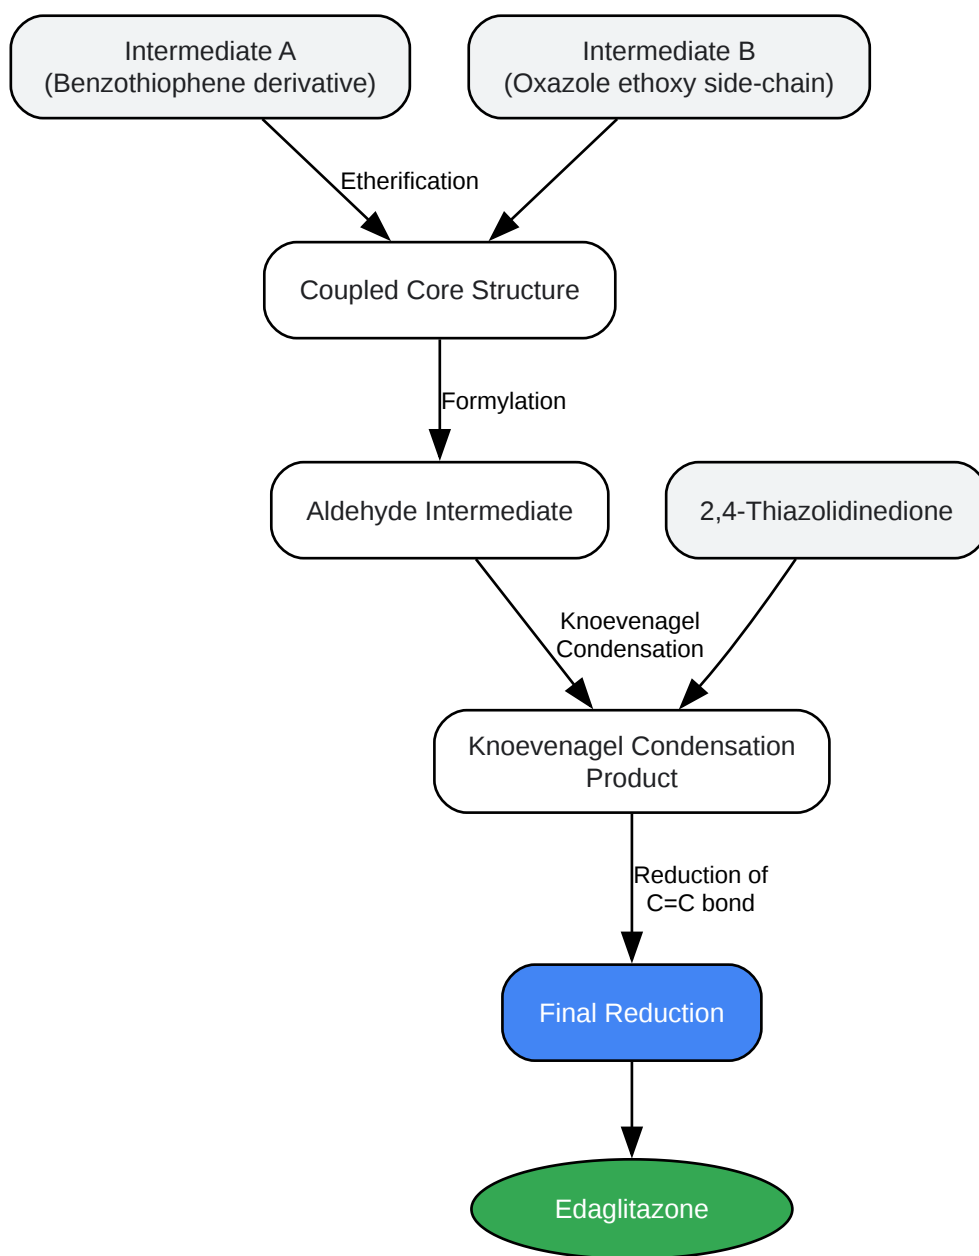 Intermediate A
(Benzothiophene derivative)
Intermediate B
(Oxazole ethoxy side-chain)
Etherification
Coupled Core Structure
Formylation
Aldehyde Intermediate
2,4-Thiazolidinedione
Knoevenagel
Condensation
Knoevenagel Condensation
Product
Reduction of
C=C bond
Final Reduction
Edaglitazone